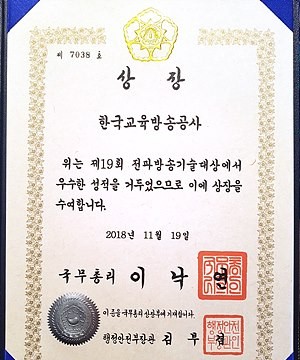 제 7038 호
상 장
한국교육방송공사
위는 제19회 전파방송기술대상에서
우수한 성적을 거두었으므로 이에 상장을
수여합니다.
2018년 11월 19일
국무총리 이 낙 연
이 증을 국무총리 상장부에 기재합니다.
행정안전부장관 김 부 겸